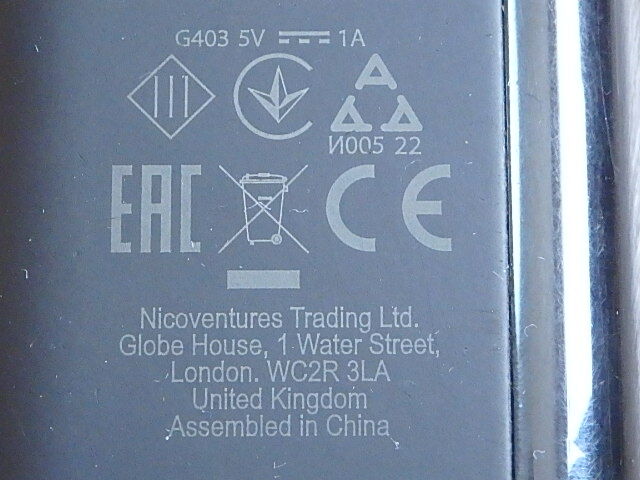 G403 5V ⎓ 1A
И005 22
EAC CE
Nicoventures Trading Ltd.
Globe House, 1 Water Street,
London. WC2R 3LA
United Kingdom
Assembled in China